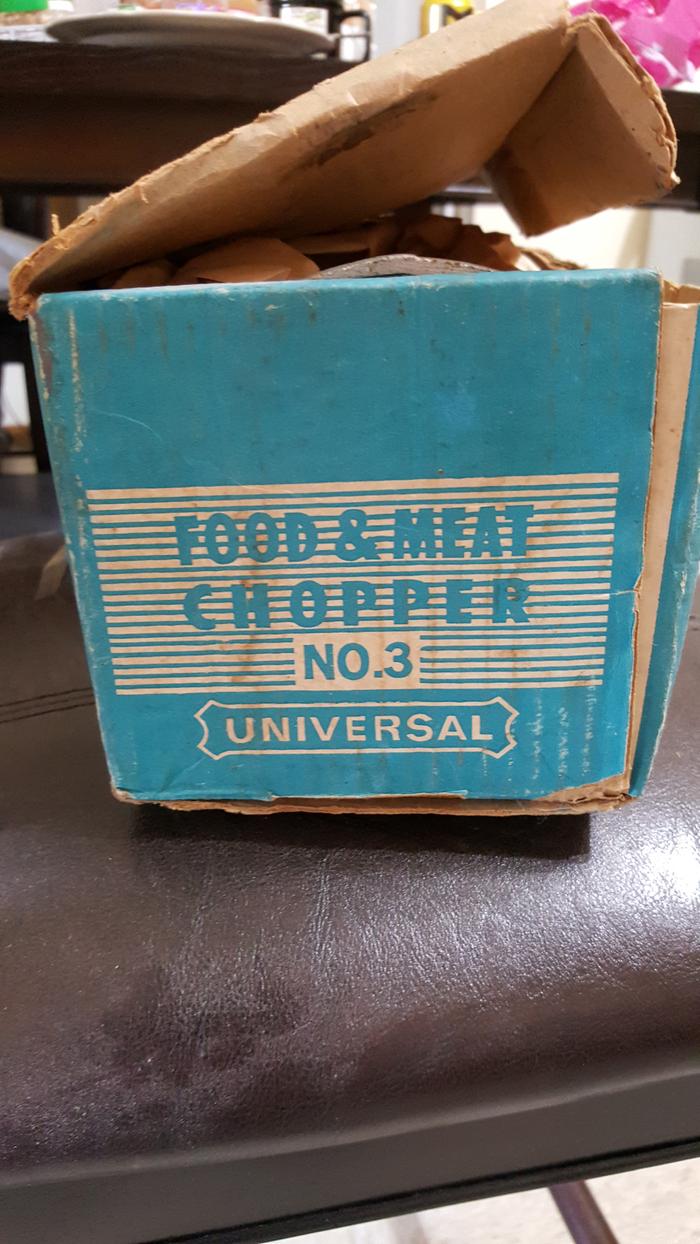 FOOD & MEAT
CHOPPER
NO.3
UNIVERSAL